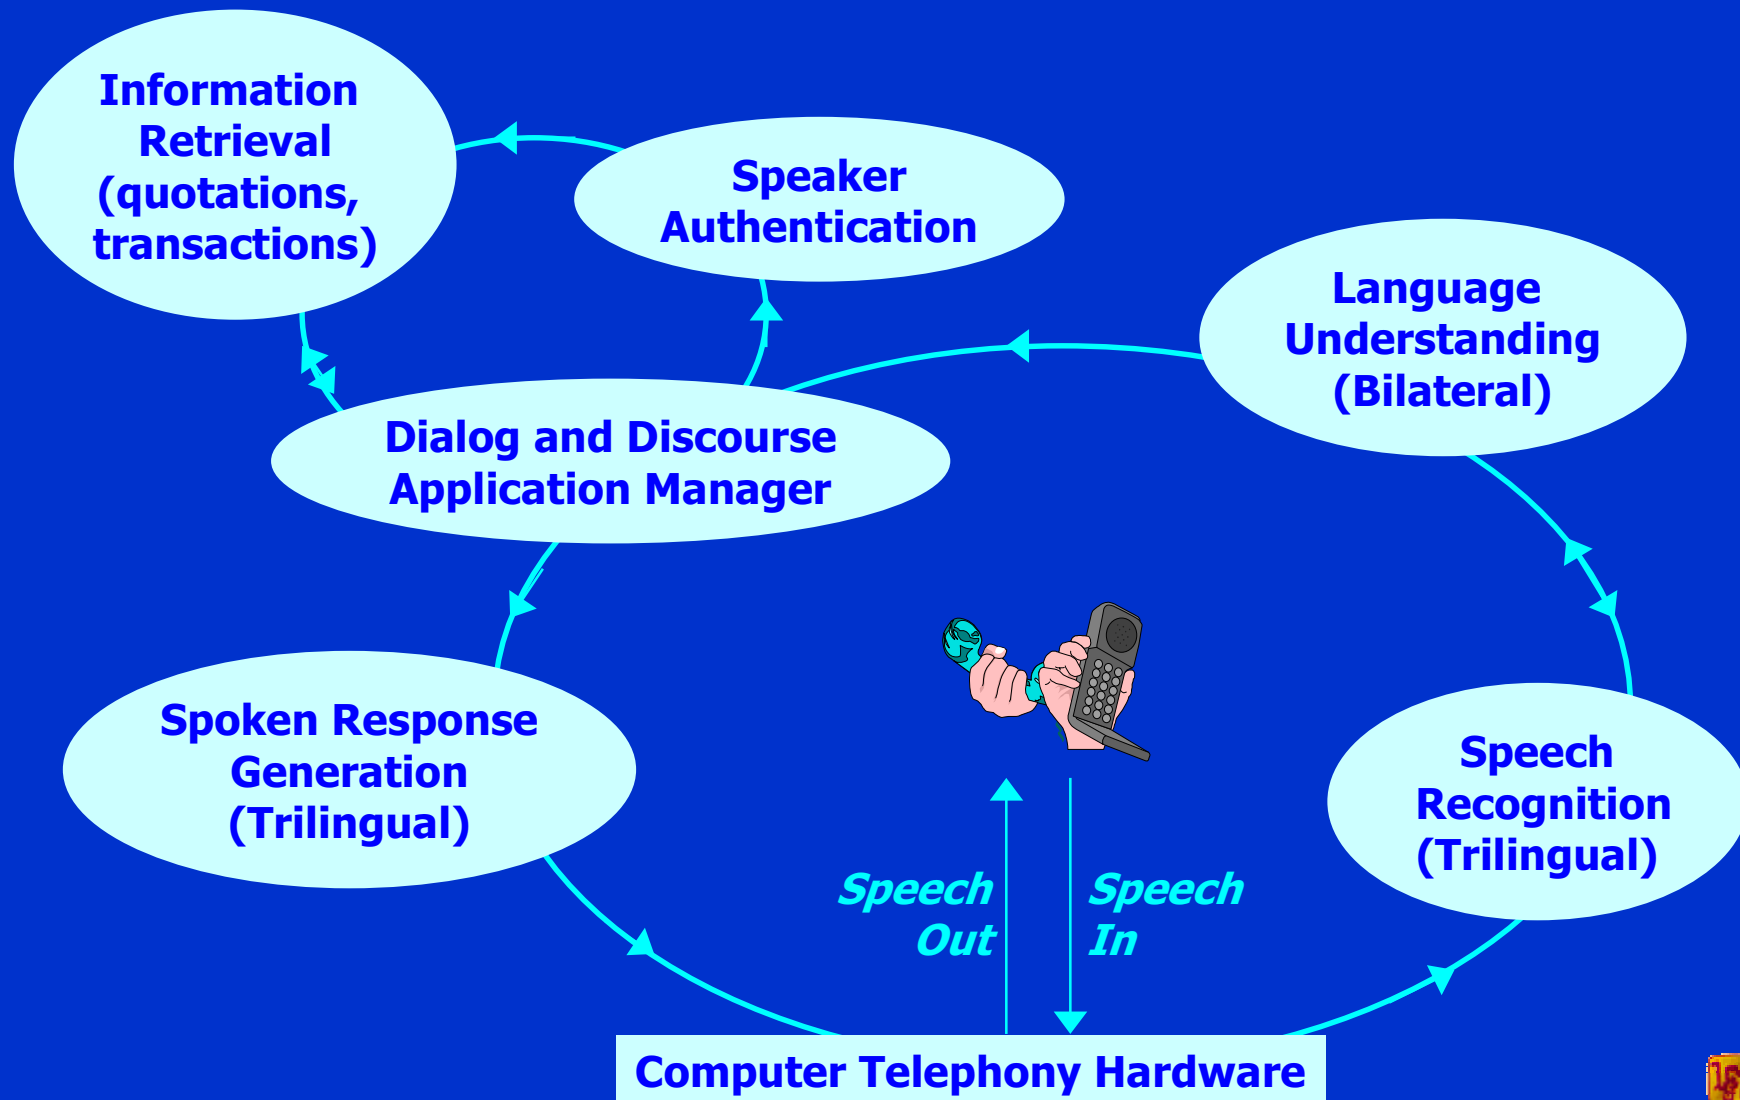 Information
Retrieval
(quotations,
transactions)
Speaker
Authentication
Language
Understanding
(Bilateral)
Dialog and Discourse
Application Manager
Spoken Response
Generation
(Trilingual)
Speech
Recognition
(Trilingual)
Speech
Out
Speech
In
Computer Telephony Hardware